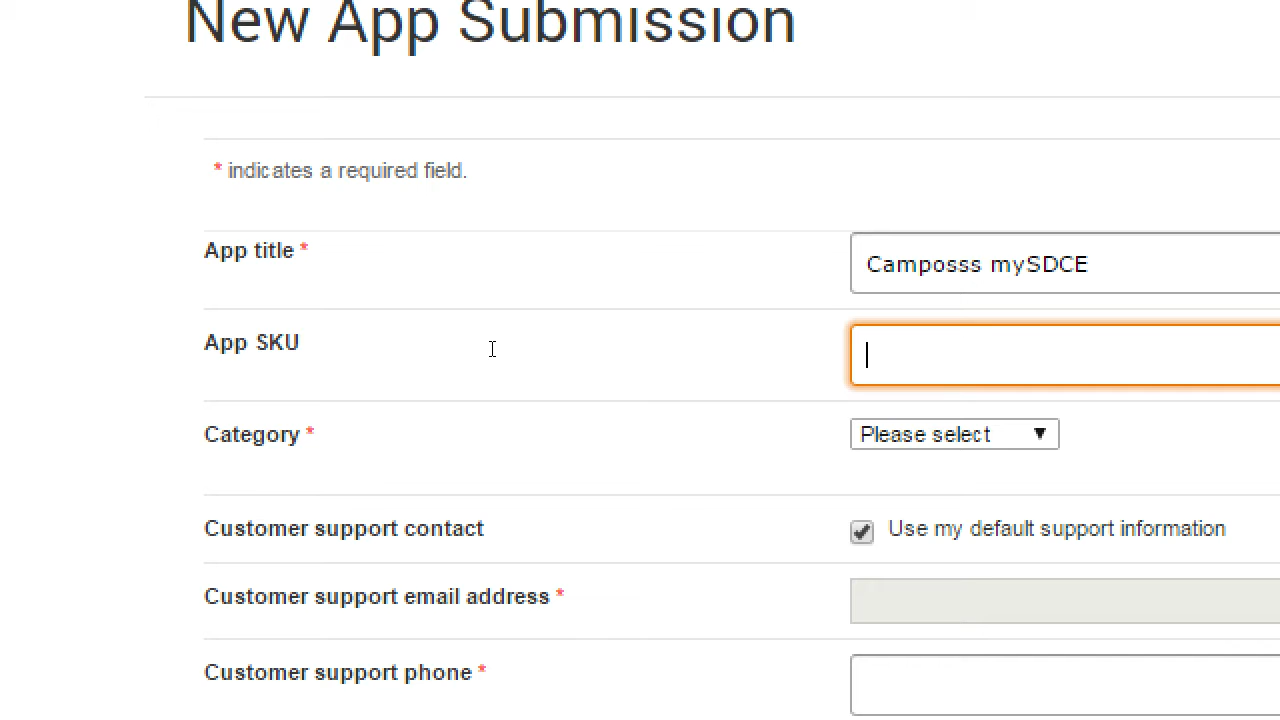 New App Submission
* indicates a required field.
App title *
Camposss mySDCE
App SKU
Category *
Please select ▼
Customer support contact
Use my default support information
Customer support email address *
Customer support phone *